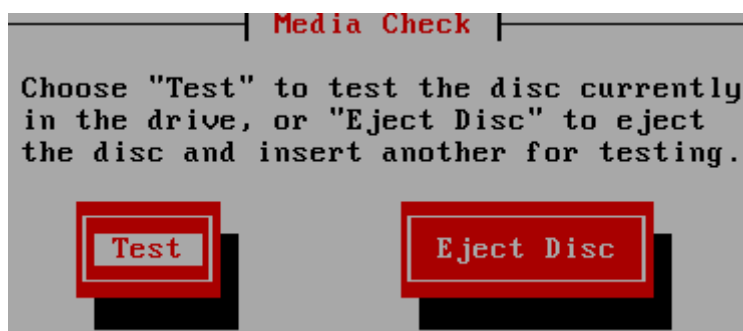 Media Check
Choose "Test" to test the disc currently
in the drive, or "Eject Disc" to eject
the disc and insert another for testing.
Test
Eject Disc